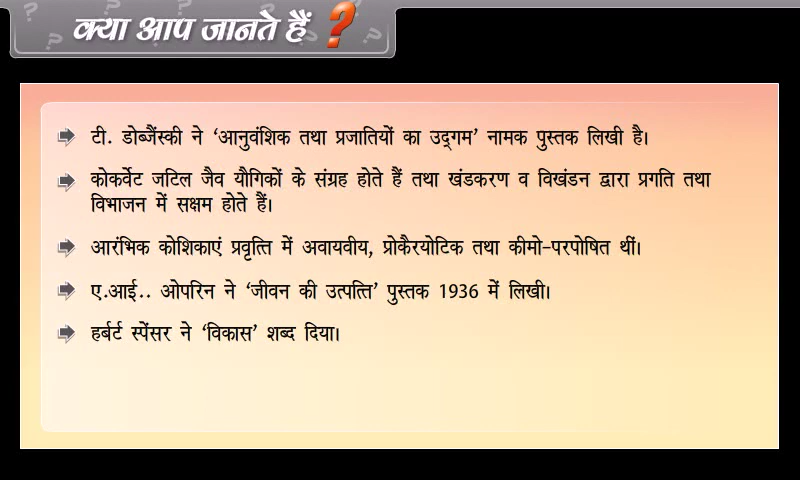 क्या आप जानते हैं ?
टी. डोब्जैंस्की ने ‘आनुवंशिक तथा प्रजातियों का उद्गम’ नामक पुस्तक लिखी है।
कोकर्वेट जटिल जैव यौगिकों के संग्रह होते हैं तथा खंडकरण व विखंडन द्वारा प्रगति तथा
विभाजन में सक्षम होते हैं।
आरंभिक कोशिकाएं प्रवृत्ति में अवायवीय, प्रोकैरयोटिक तथा कीमो-परपोषित थीं।
ए.आई.. ओपरिन ने ‘जीवन की उत्पत्ति’ पुस्तक 1936 में लिखी।
हर्बर्ट स्पेंसर ने ‘विकास’ शब्द दिया।